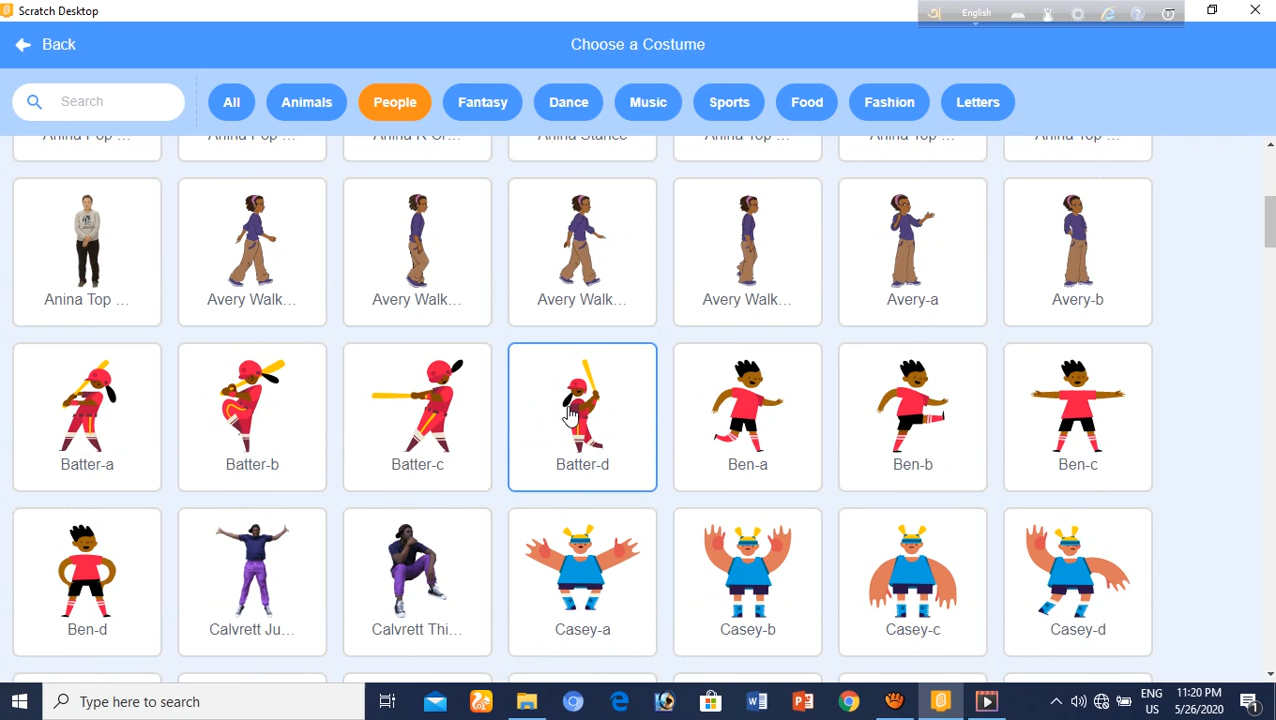 Scratch Desktop
English
Back
Choose a Costume
Search
All
Animals
People
Fantasy
Dance
Music
Sports
Food
Fashion
Letters
Anina Top ...
Avery Walk...
Avery Walk...
Avery Walk...
Avery Walk...
Avery-a
Avery-b
Batter-a
Batter-b
Batter-c
Batter-d
Ben-a
Ben-b
Ben-c
Ben-d
Calvrett Ju...
Calvrett Thi...
Casey-a
Casey-b
Casey-c
Casey-d
Type here to search
ENG
US
11:20 PM
5/26/2020
1